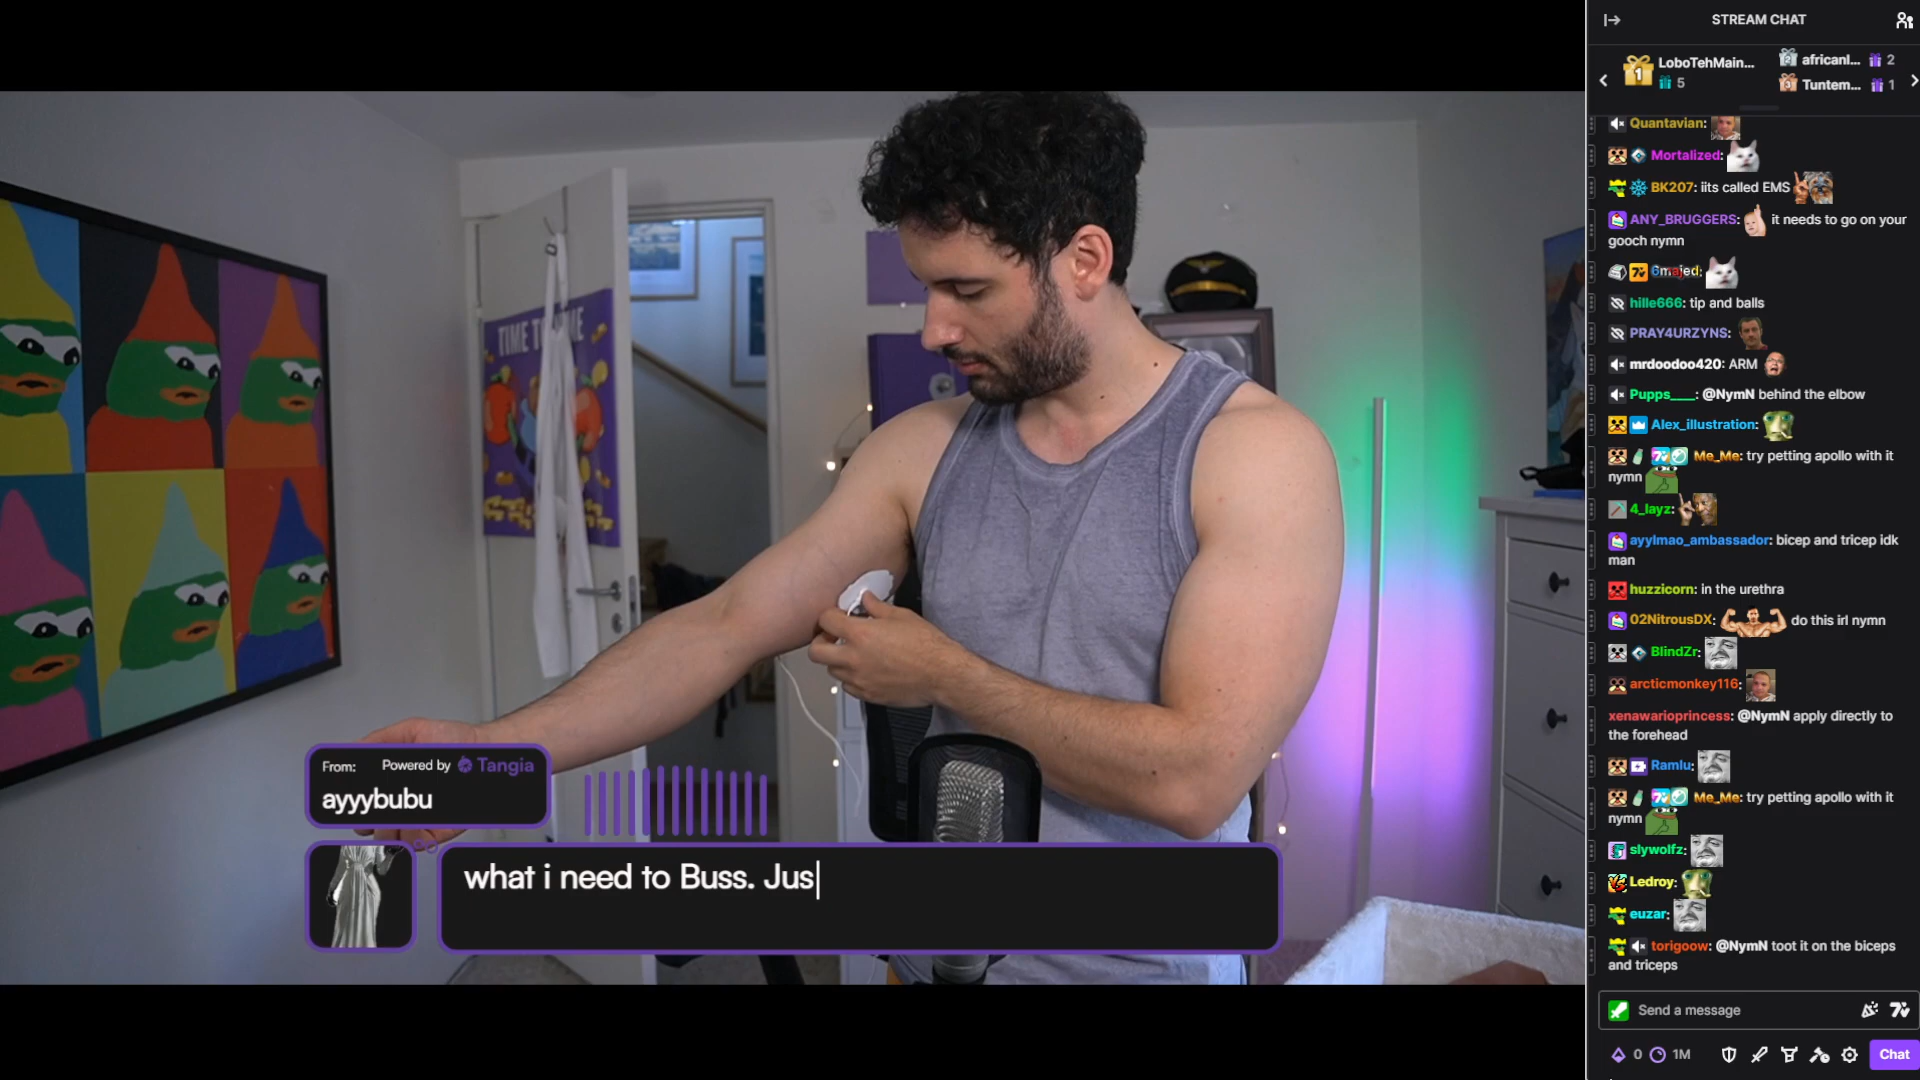 TIME TO
From:
Powered by Tangia
ayyybubu
what i need to Buss. Jus
STREAM CHAT
LoboTehMain...
5
africanl... 2
Tuntem... 1
Quantavian:
Mortalized:
BK207: iits called EMS
ANY_BRUGGERS: it needs to go on your
gooch nymn
6majed:
hille666: tip and balls
PRAY4URZYNS:
mrdoodoo420: ARM
Pupps____: @NymN behind the elbow
Alex_illustration:
Me_Me: try petting apollo with it
nymn
4_layz:
ayylmao_ambassador: bicep and tricep idk
man
huzzicorn: in the urethra
02NitrousDX: do this irl nymn
BlindZr:
arcticmonkey116:
xenawarioprincess: @NymN apply directly to
the forehead
Ramlu:
Me_Me: try petting apollo with it
nymn
slywolfz:
Ledroy:
euzar:
torigoow: @NymN toot it on the biceps
and triceps
Send a message
0 1M
Chat